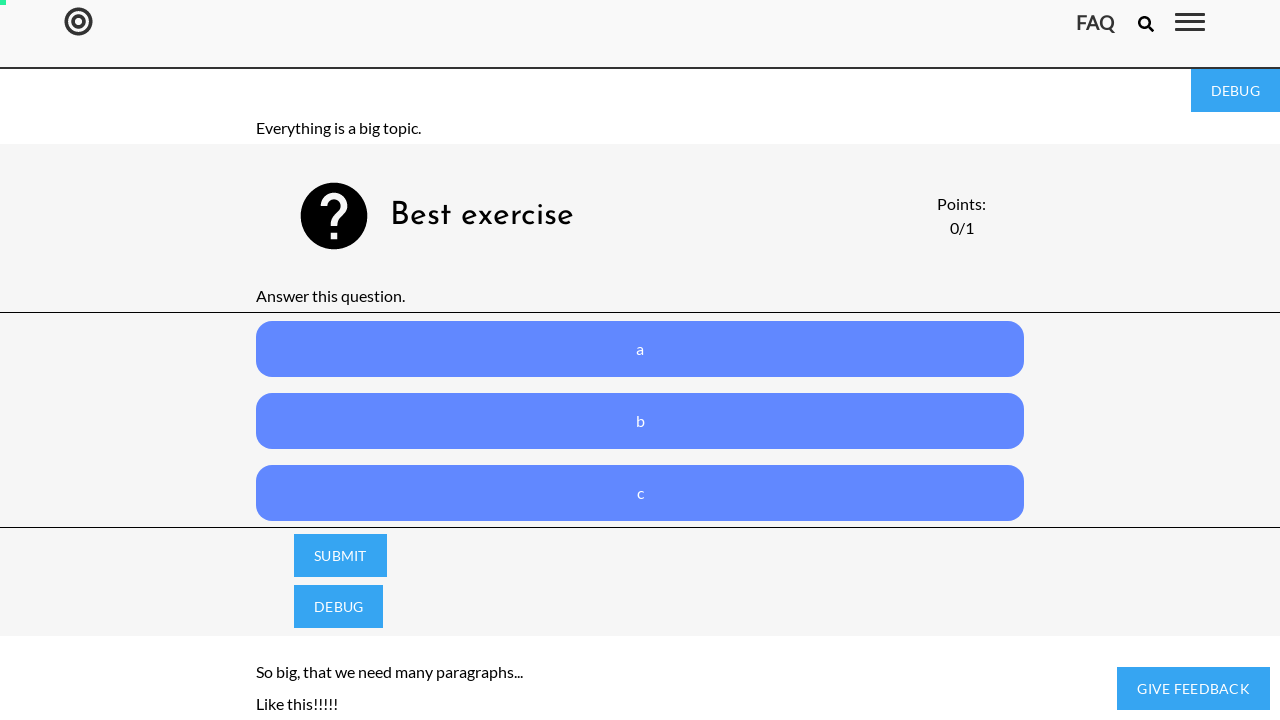 FAQ
DEBUG
Everything is a big topic.
Best exercise
Points:
0/1
Answer this question.
a
b
c
SUBMIT
DEBUG
So big, that we need many paragraphs...
GIVE FEEDBACK
Like this!!!!!